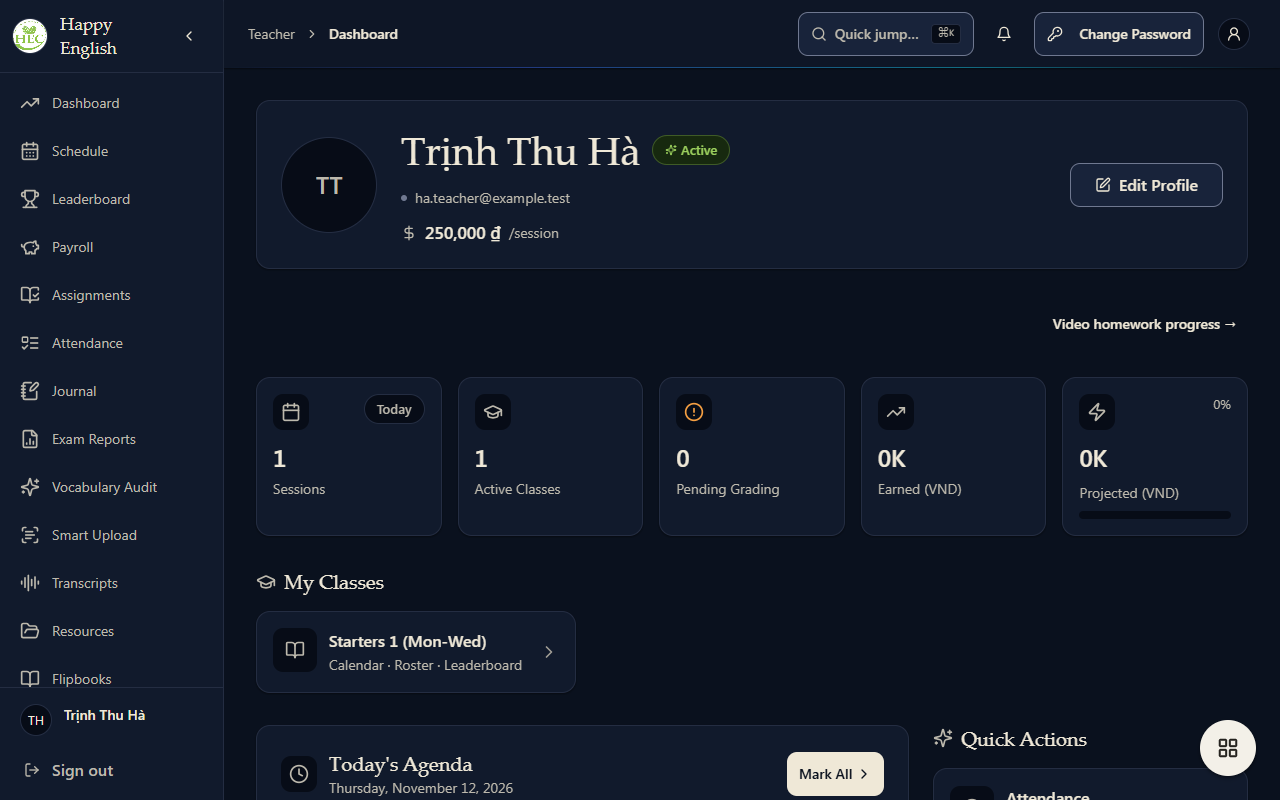 Happy
English
Dashboard
Schedule
Leaderboard
Payroll
Assignments
Attendance
Journal
Exam Reports
Vocabulary Audit
Smart Upload
Transcripts
Resources
Flipbooks
TH
Trịnh Thu Hà
Sign out
Teacher > Dashboard
Quick jump... ⌘K
Change Password
TT
Trịnh Thu Hà
Active
ha.teacher@example.test
$ 250,000 ₫ /session
Edit Profile
Video homework progress →
Today
1
Sessions
1
Active Classes
0
Pending Grading
0K
Earned (VND)
0%
0K
Projected (VND)
My Classes
Starters 1 (Mon-Wed)
Calendar · Roster · Leaderboard
Today's Agenda
Thursday, November 12, 2026
Mark All
Quick Actions
Attendance
HEC